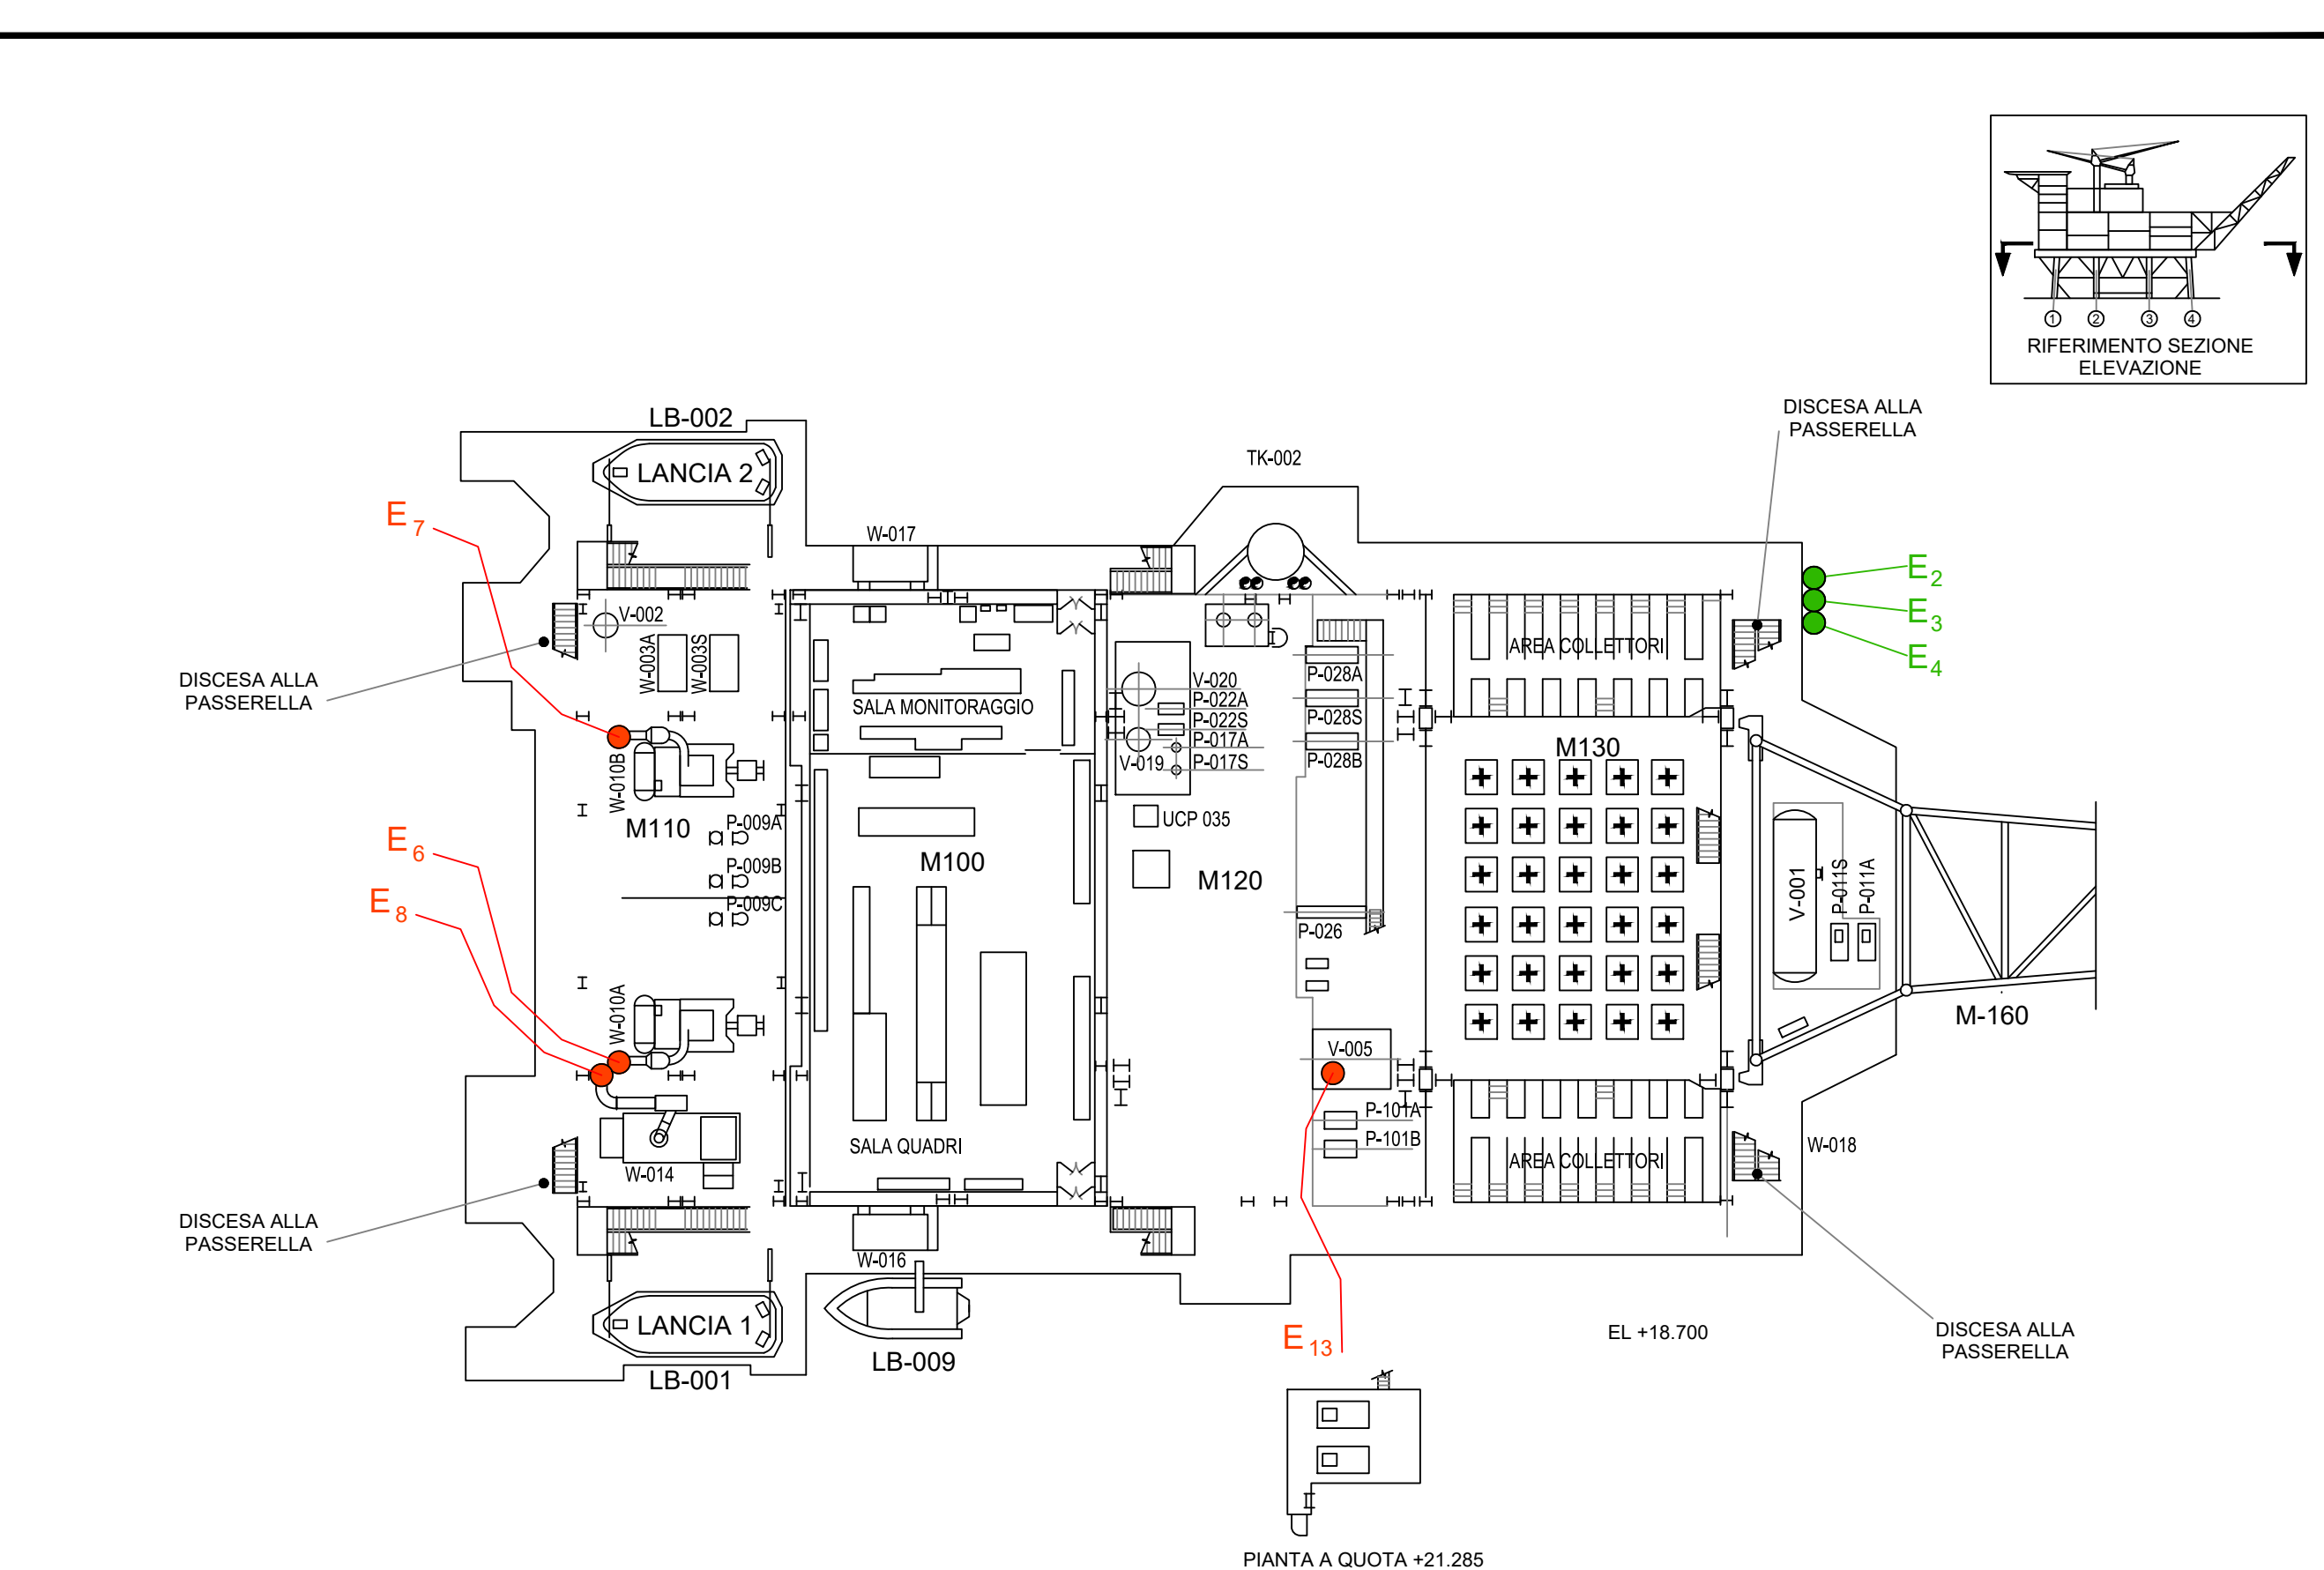 1 2 3 4
RIFERIMENTO SEZIONE
ELEVAZIONE
DISCESA ALLA
PASSERELLA
LB-002
LANCIA 2
TK-002
E7
W-017
E2
E3
E4
V-002
W-003A
W-003S
AREA COLLETTORI
DISCESA ALLA
PASSERELLA
SALA MONITORAGGIO
V-020
P-022A
P-022S
P-017A
P-017S
V-019
P-028A
P-028S
P-028B
M130
W-010B
M110
P-009A
P-009B
P-009C
E6
E8
M100
UCP 035
M120
P-026
V-001
P-011S
P-011A
M-160
W-010A
V-005
P-101A
P-101B
SALA QUADRI
AREA COLLETTORI
W-018
W-014
DISCESA ALLA
PASSERELLA
W-016
LANCIA 1
LB-001
LB-009
E13
EL +18.700
DISCESA ALLA
PASSERELLA
PIANTA A QUOTA +21.285